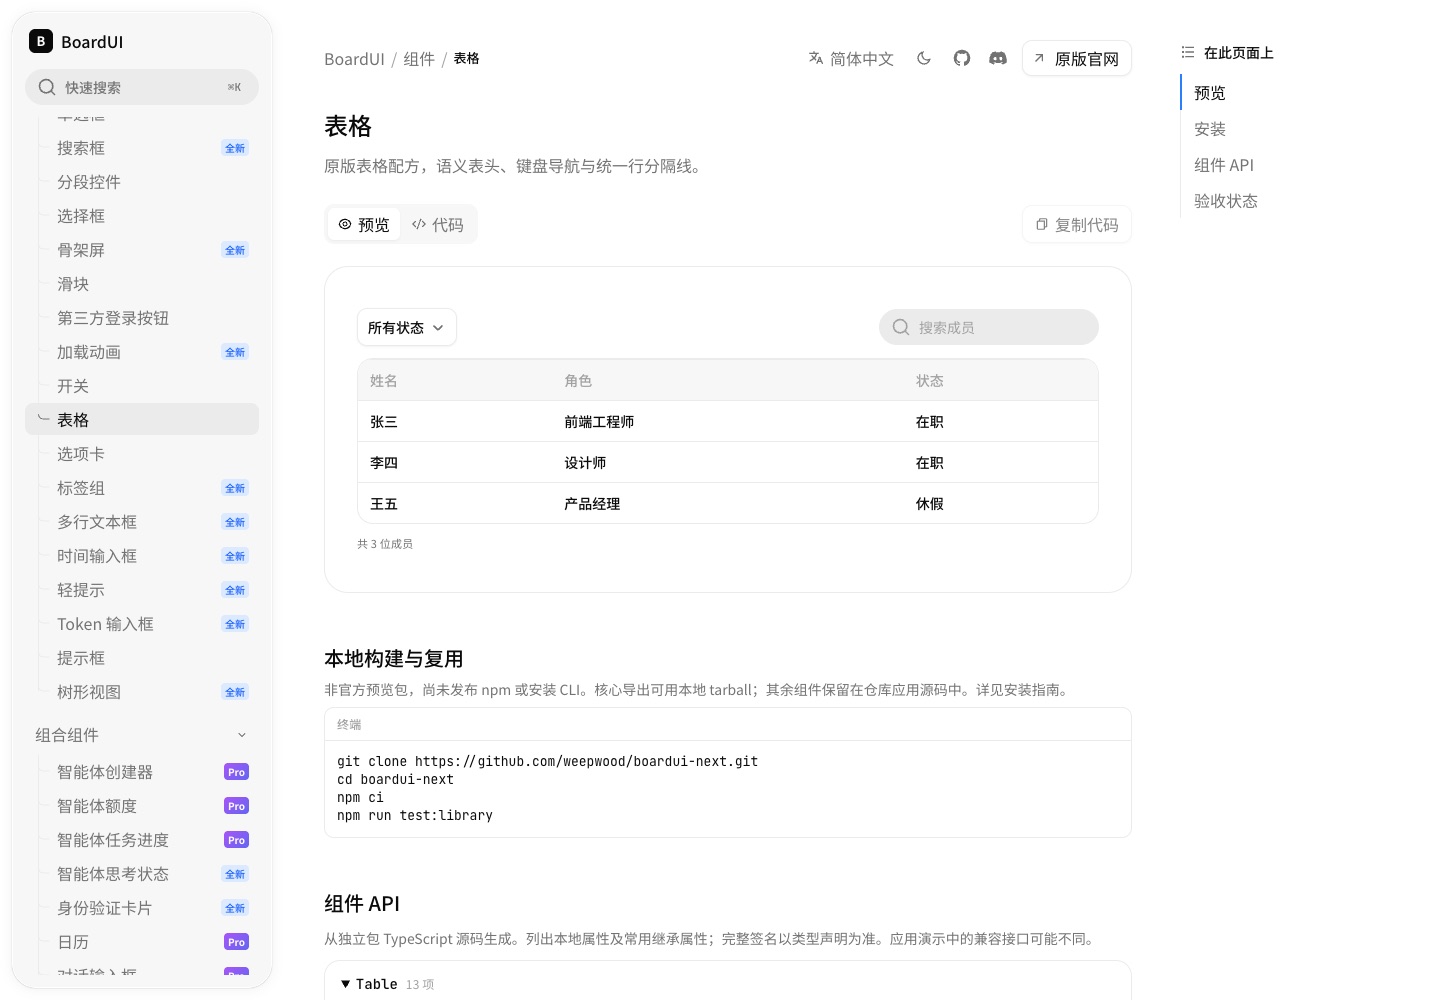 B BoardUI
快速搜索 ⌘K
搜索框 全新
分段控件
选择框
骨架屏 全新
滑块
第三方登录按钮
加载动画 全新
开关
表格
选项卡
标签组 全新
多行文本框 全新
时间输入框 全新
轻提示 全新
Token 输入框 全新
提示框
树形视图 全新
组合组件
智能体创建器 Pro
智能体额度 Pro
智能体任务进度 Pro
智能体思考状态 全新
身份验证卡片 全新
日历 Pro
BoardUI / 组件 / 表格
简体中文
原版官网
表格
原版表格配方，语义表头、键盘导航与统一行分隔线。
预览 代码 复制代码
所有状态 搜索成员
姓名 角色 状态
张三 前端工程师 在职
李四 设计师 在职
王五 产品经理 休假
共 3 位成员
本地构建与复用
非官方预览包，尚未发布 npm 或安装 CLI。核心导出可用本地 tarball；其余组件保留在仓库应用源码中。详见安装指南。
终端
git clone https://github.com/weepwood/boardui-next.git
cd boardui-next
npm ci
npm run test:library
组件 API
从独立包 TypeScript 源码生成。列出本地属性及常用继承属性；完整签名以类型声明为准。应用演示中的兼容接口可能不同。
Table 13 项
在此页面上
预览
安装
组件 API
验收状态